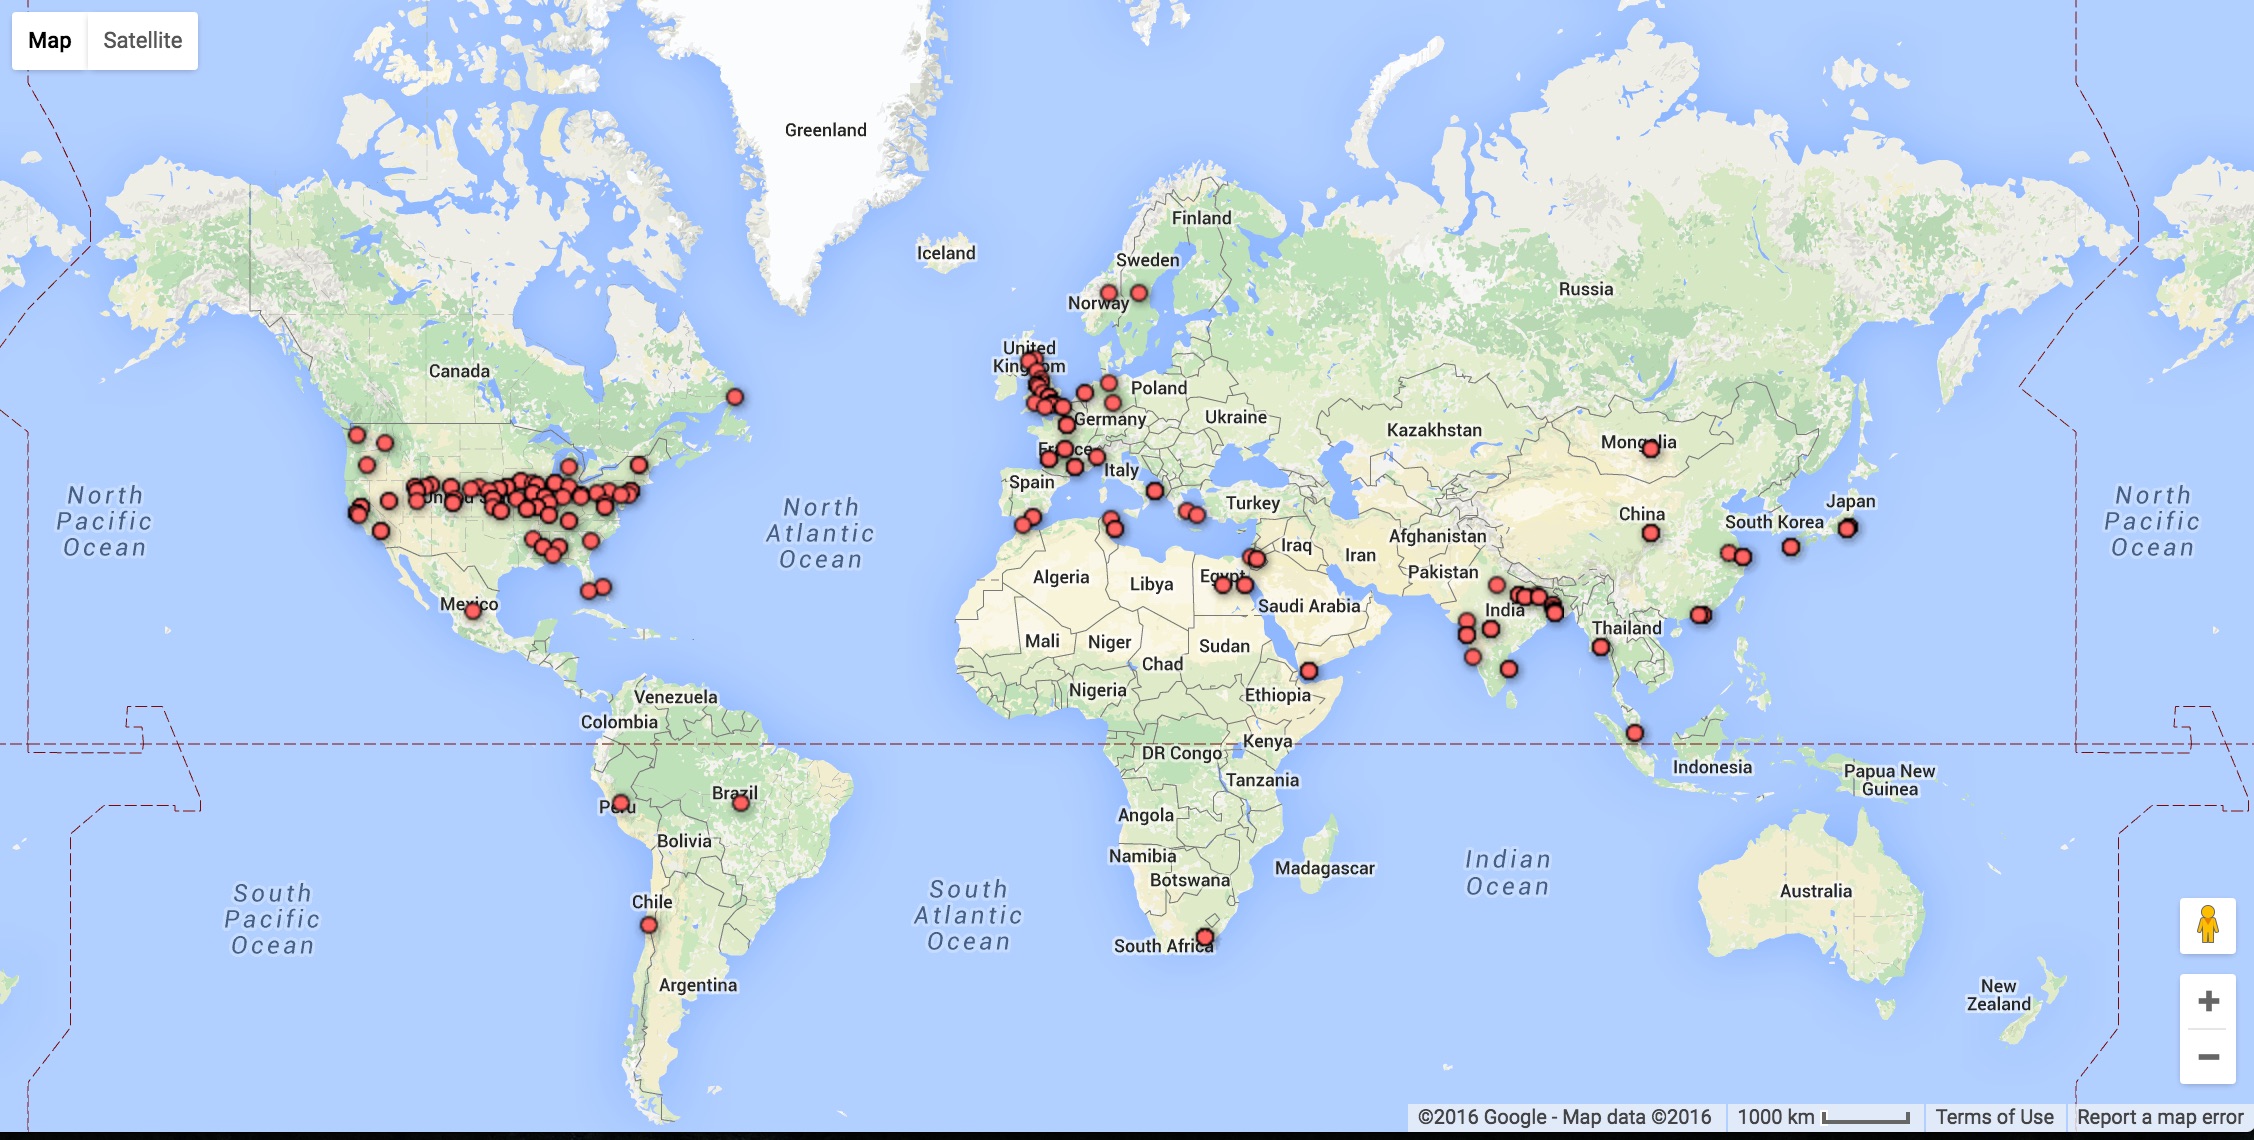 Map Satellite
Greenland
Finland
Iceland
Sweden
Russia
Norway
United
Kingdom
Canada
Poland
Germany
Ukraine
Kazakhstan
Mongolia
France
Italy
Spain
Turkey
North
Pacific
Ocean
United S
North
Atlantic
Ocean
China
South Korea
Japan
North
Pacific
Ocean
Afghanistan
Iraq
Iran
Pakistan
Algeria
Libya
Egypt
Saudi Arabia
India
Mexico
Thailand
Mali
Niger
Sudan
Chad
Nigeria
Ethiopia
Venezuela
Colombia
Kenya
DR Congo
Tanzania
Indonesia
Papua New
Guinea
Peru
Brazil
Angola
Bolivia
Namibia
Botswana
Madagascar
Indian
Ocean
Australia
South
Pacific
Ocean
Chile
South
Atlantic
Ocean
South Africa
Argentina
New
Zealand
+
−
©2016 Google - Map data ©2016 1000 km Terms of Use Report a map error